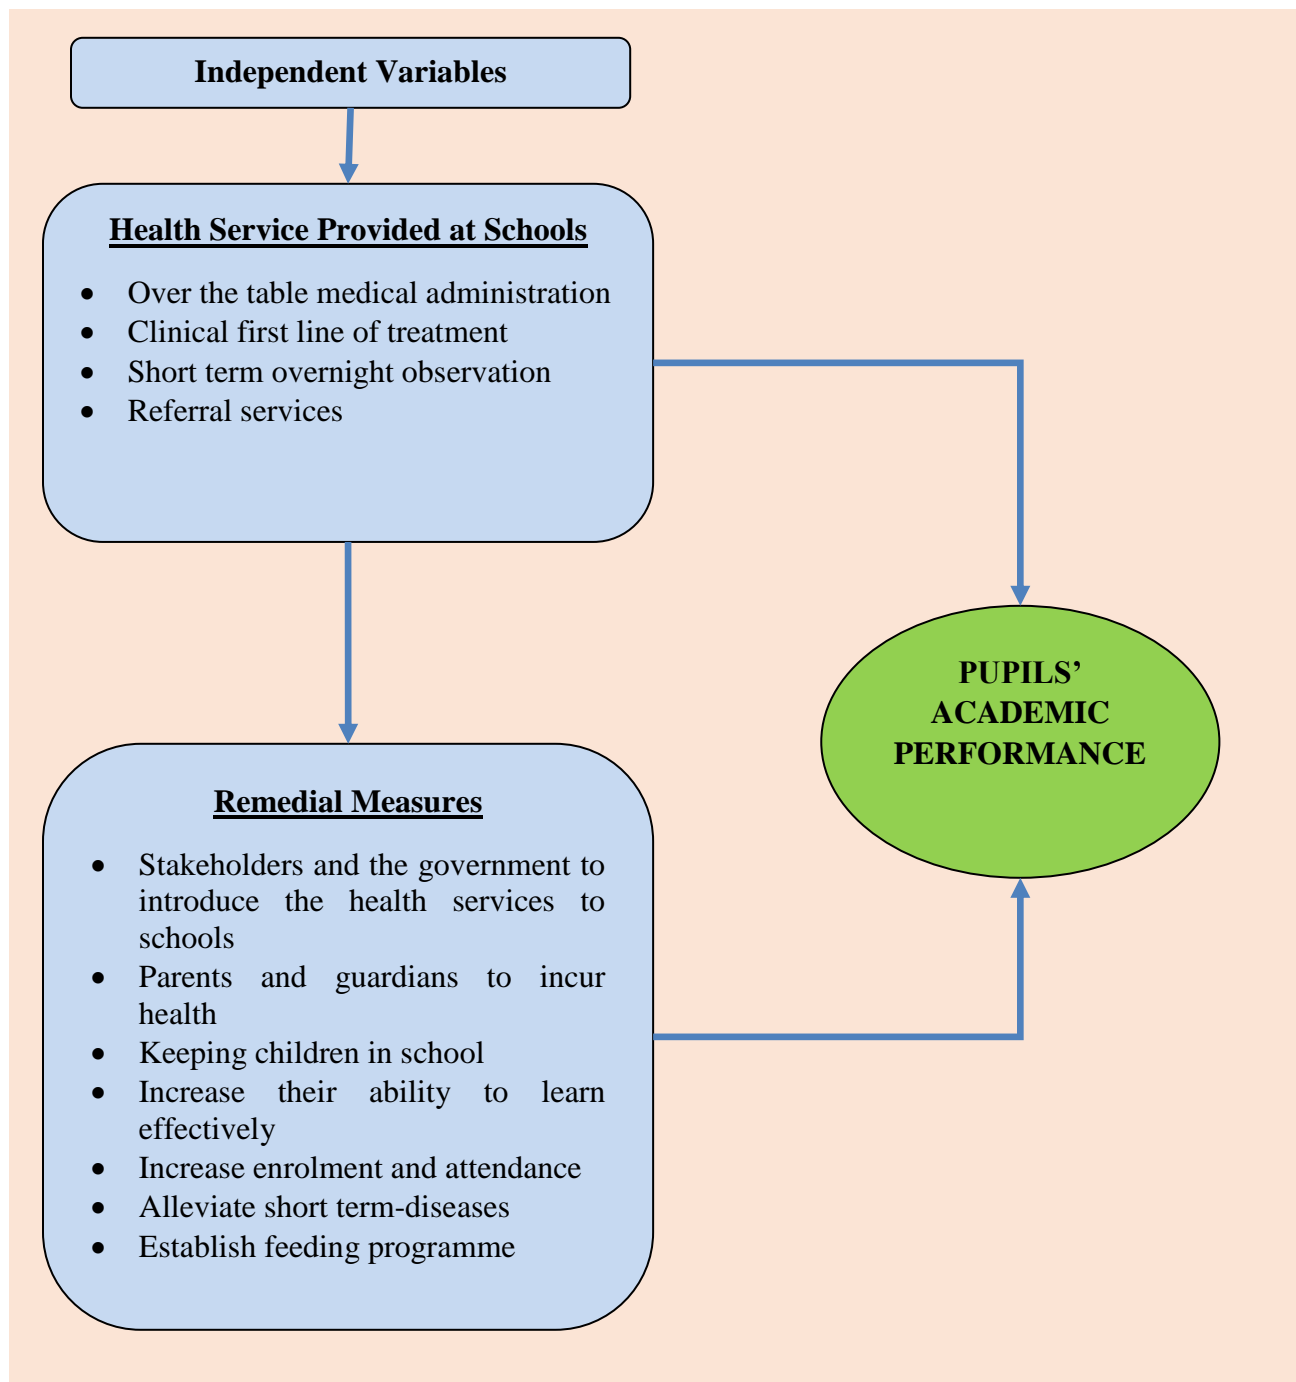 Independent Variables
Health Service Provided at Schools
• Over the table medical administration
• Clinical first line of treatment
• Short term overnight observation
• Referral services
PUPILS’
ACADEMIC
PERFORMANCE
Remedial Measures
• Stakeholders and the government to
introduce the health services to
schools
• Parents and guardians to incur
health
• Keeping children in school
• Increase their ability to learn
effectively
• Increase enrolment and attendance
• Alleviate short term-diseases
• Establish feeding programme